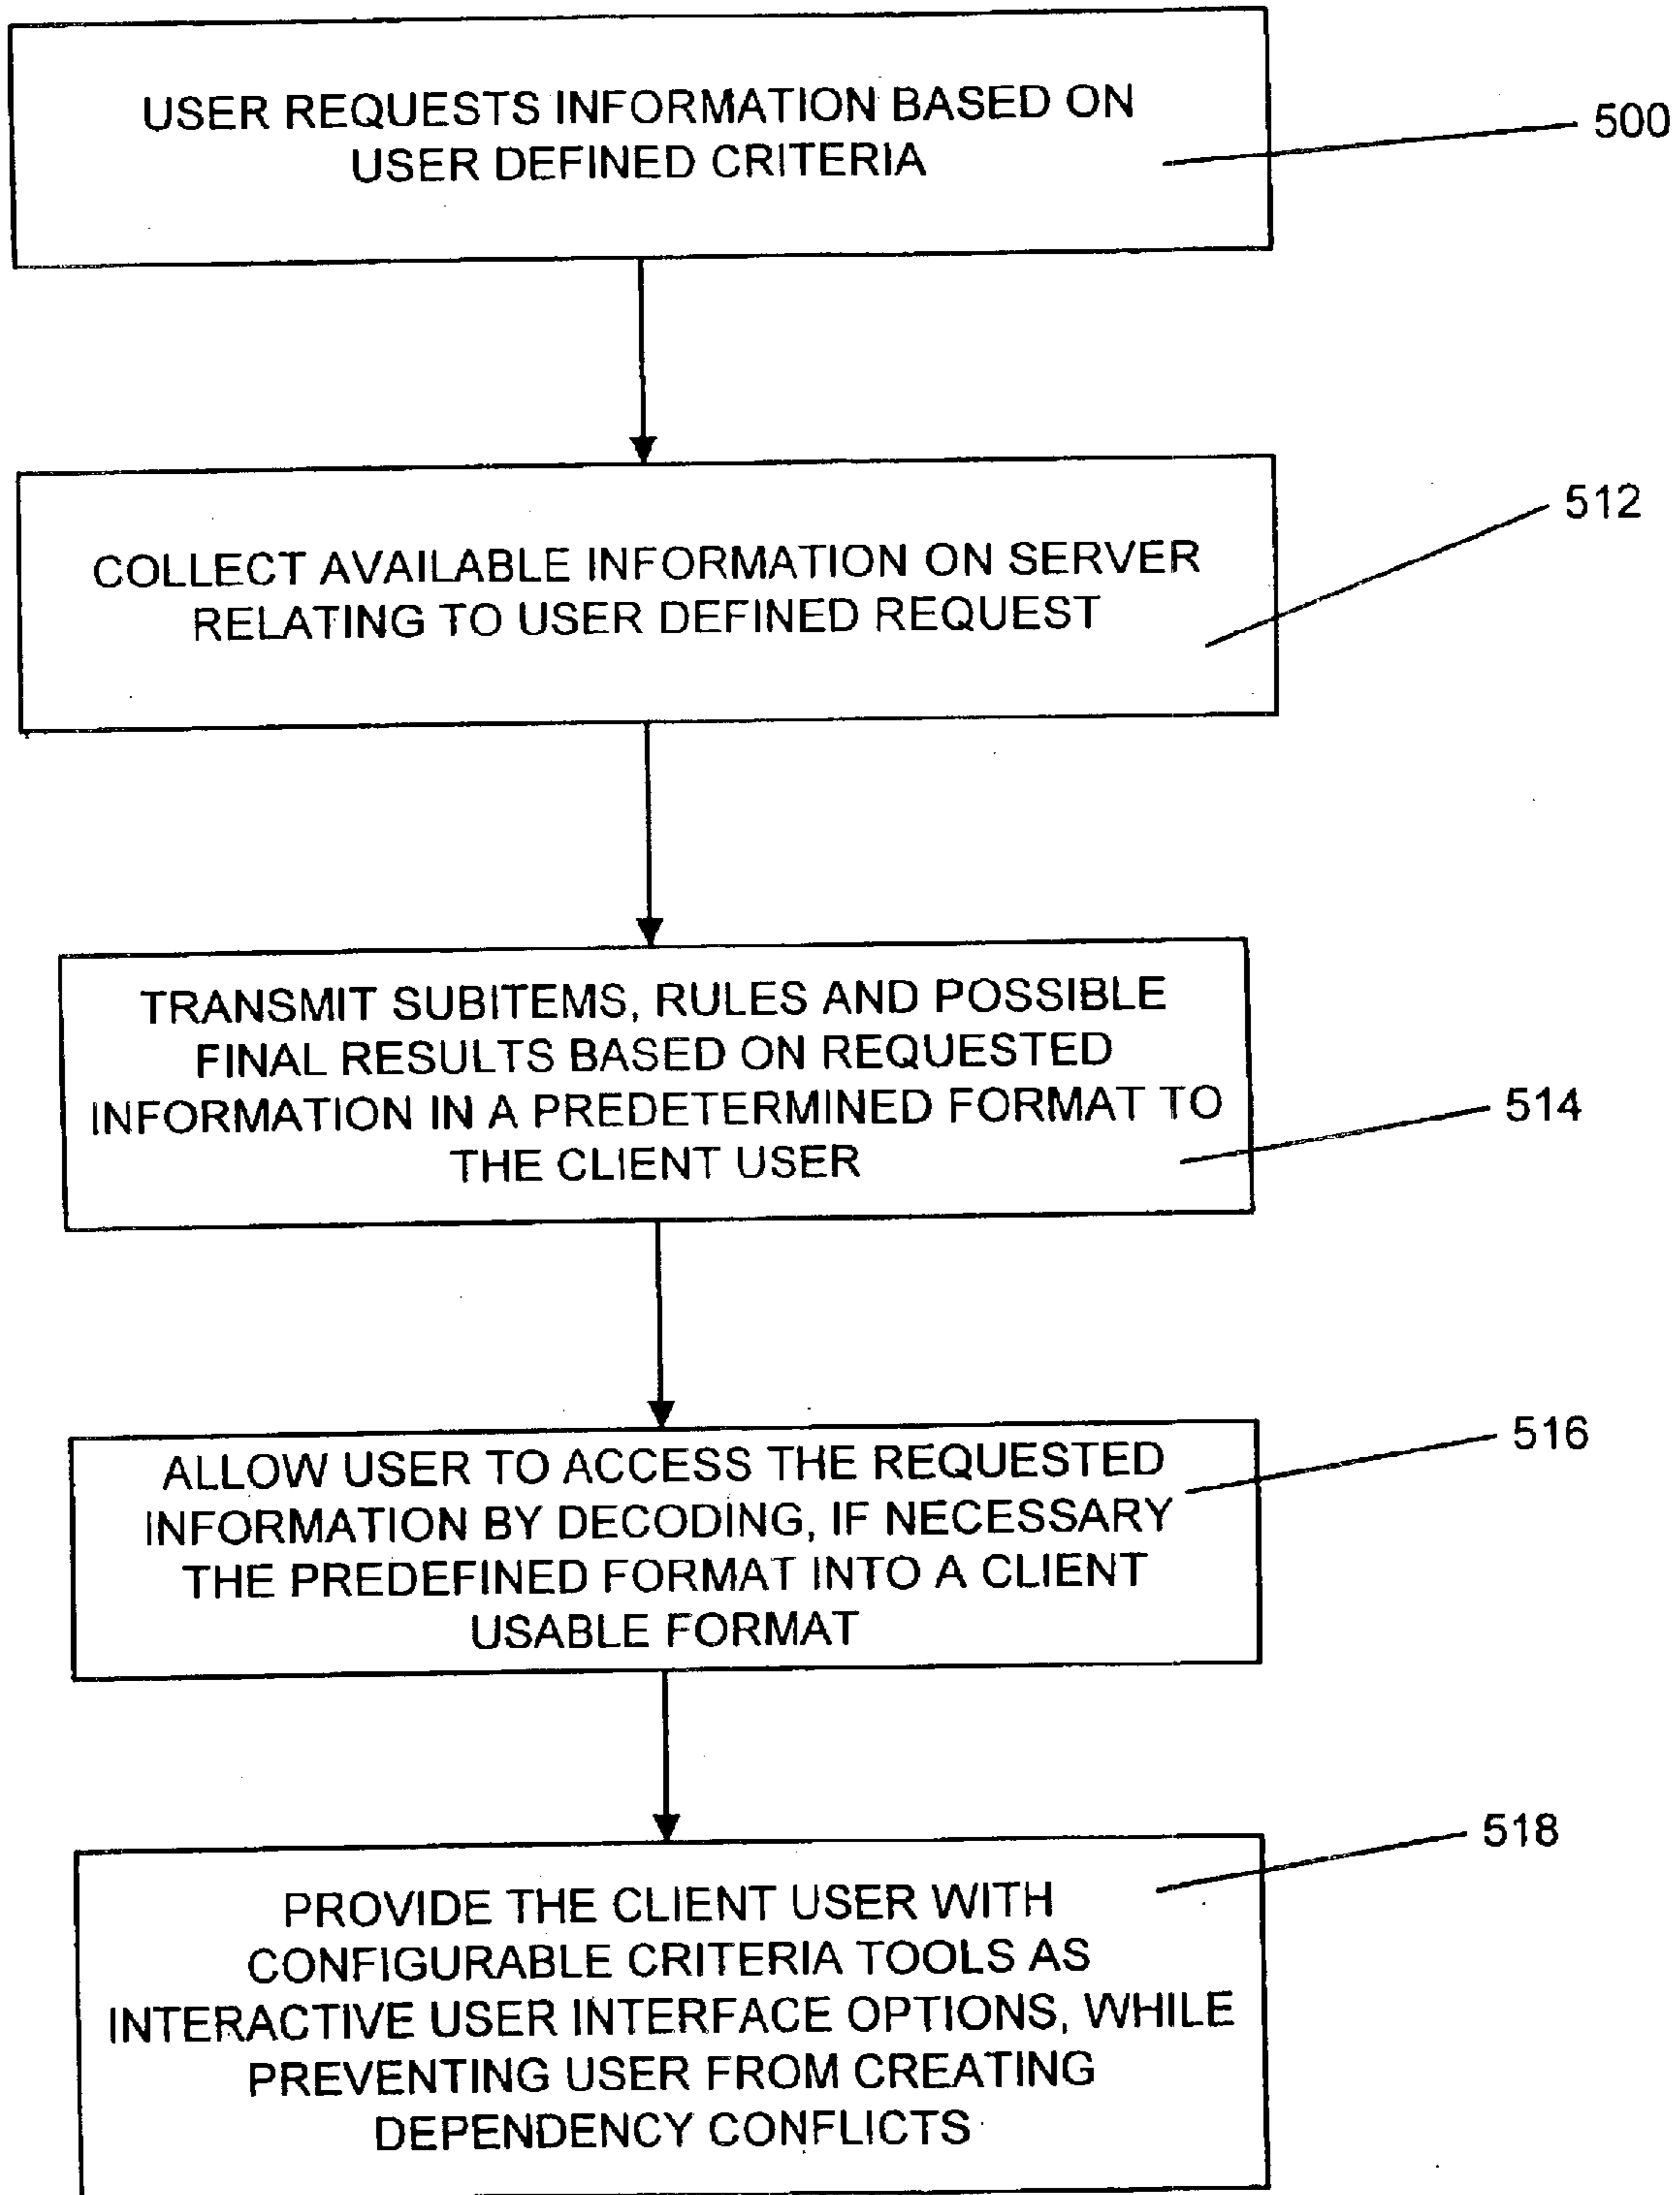 USER REQUESTS INFORMATION BASED ON
USER DEFINED CRITERIA
500
COLLECT AVAILABLE INFORMATION ON SERVER
RELATING TO USER DEFINED REQUEST
512
TRANSMIT SUBITEMS, RULES AND POSSIBLE
FINAL RESULTS BASED ON REQUESTED
INFORMATION IN A PREDETERMINED FORMAT TO
THE CLIENT USER
514
ALLOW USER TO ACCESS THE REQUESTED
INFORMATION BY DECODING, IF NECESSARY
THE PREDEFINED FORMAT INTO A CLIENT
USABLE FORMAT
516
PROVIDE THE CLIENT USER WITH
CONFIGURABLE CRITERIA TOOLS AS
INTERACTIVE USER INTERFACE OPTIONS, WHILE
PREVENTING USER FROM CREATING
DEPENDENCY CONFLICTS
518